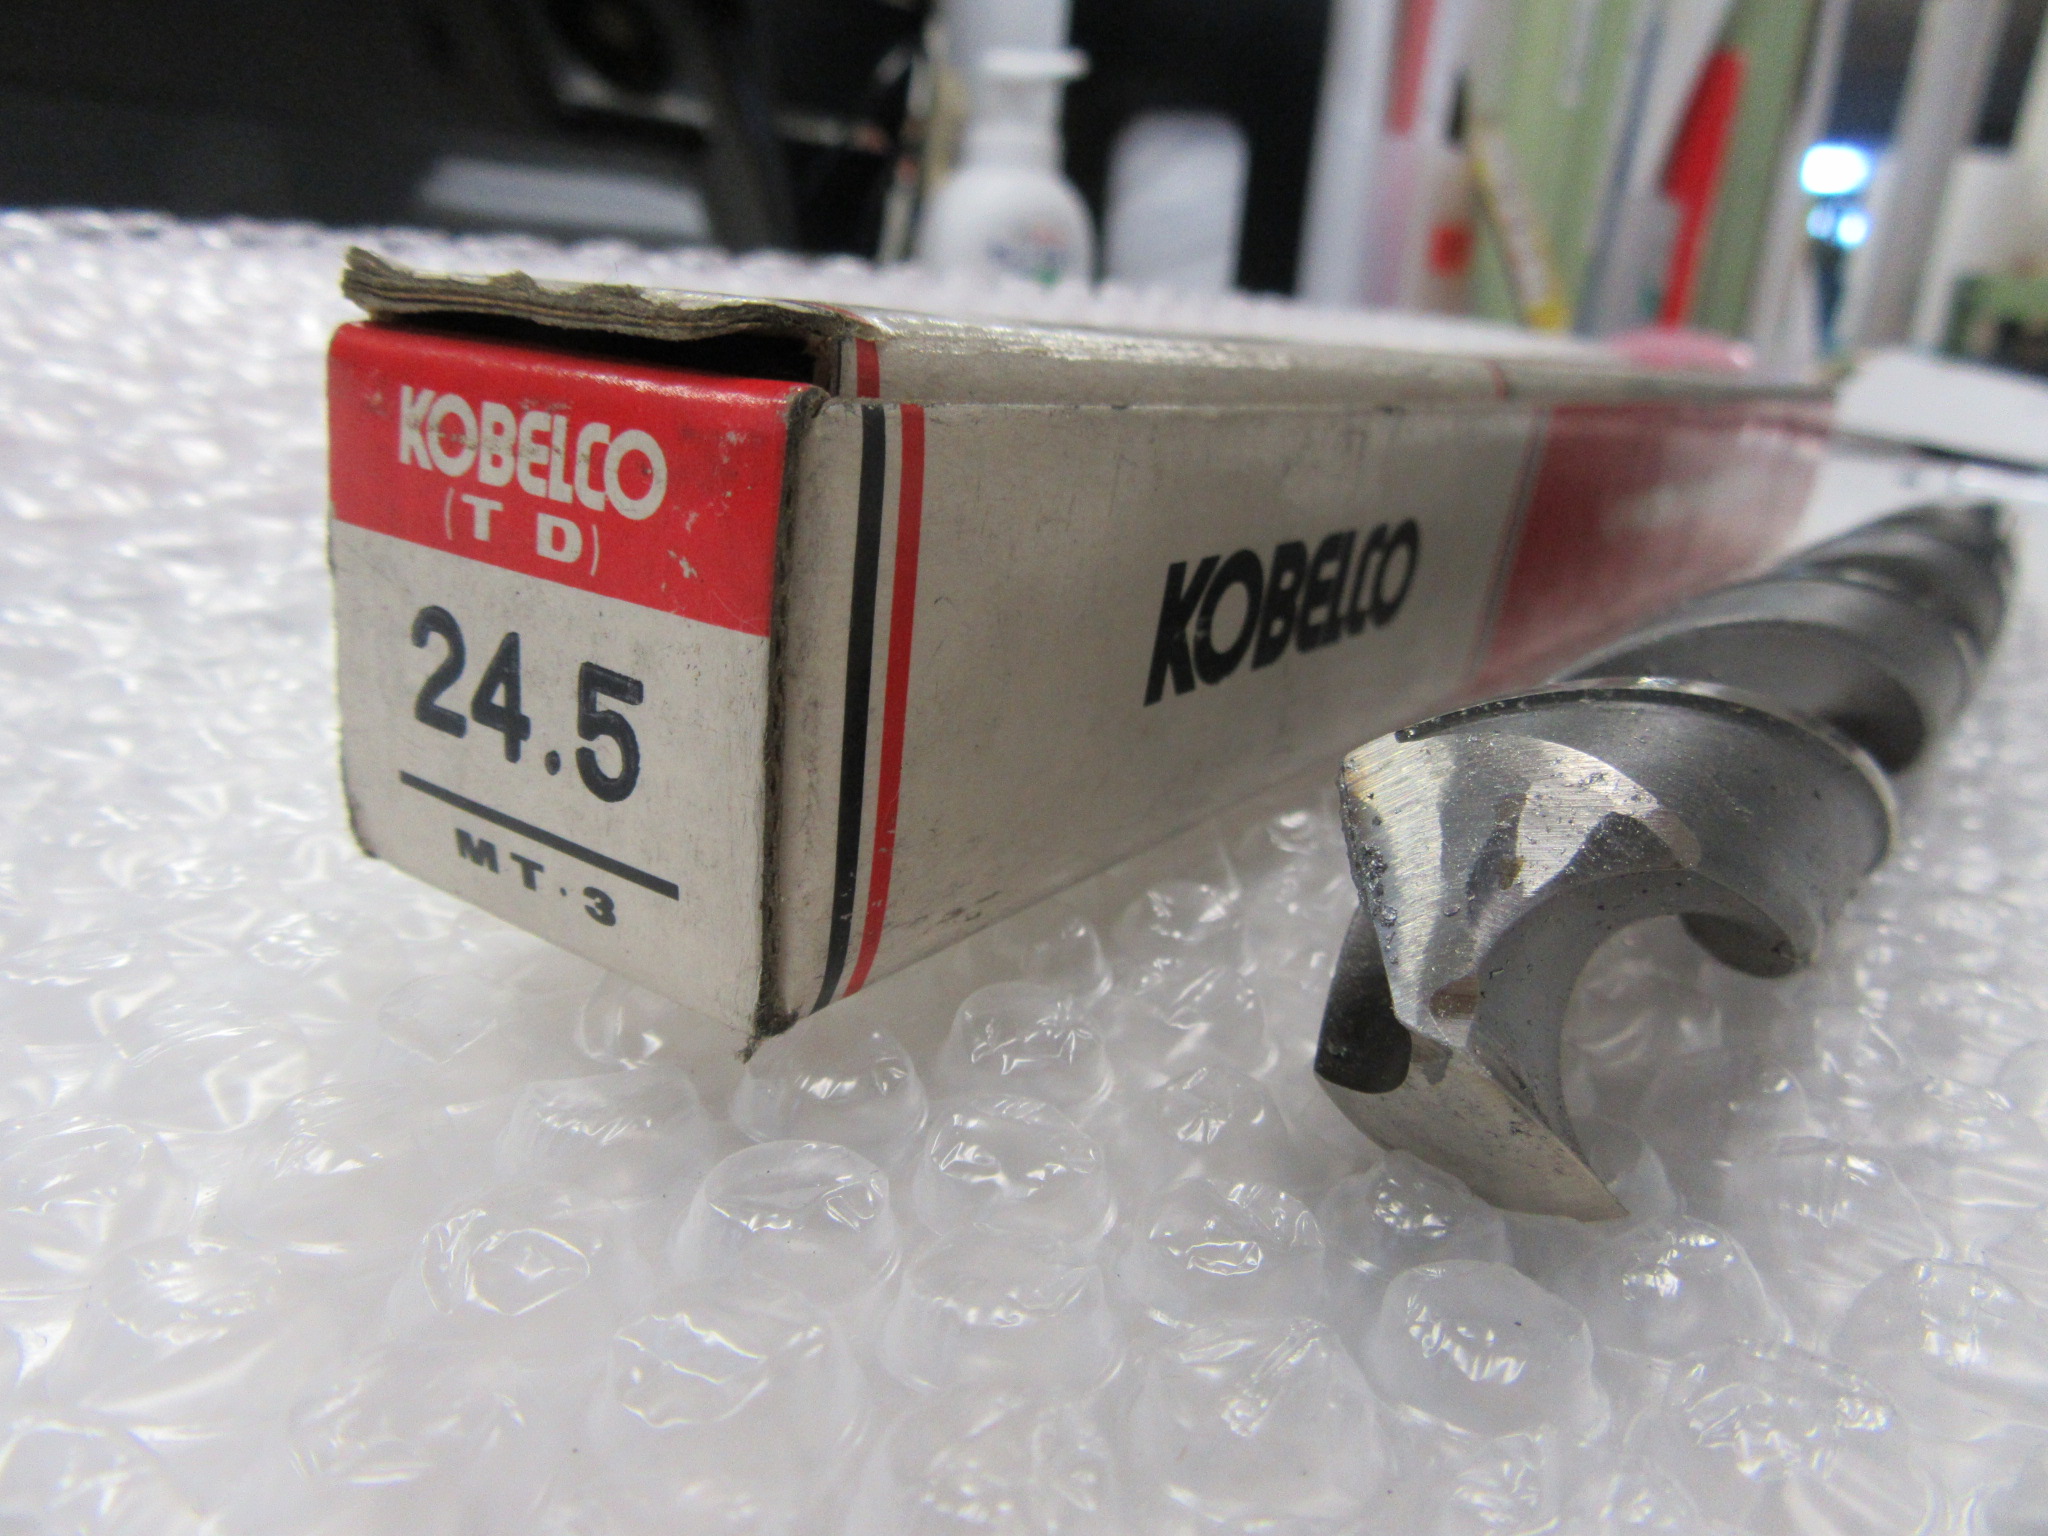 KOBELCO
(T D)
24.5
MT.3
KOBELCO